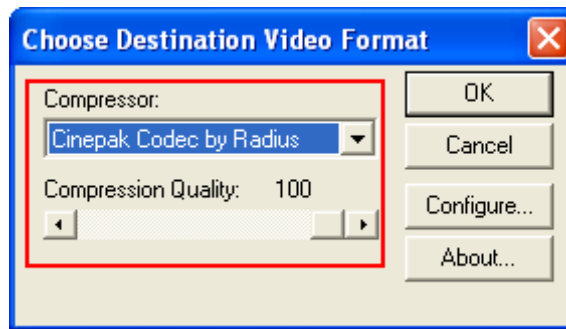 Choose Destination Video Format
Compressor:
Cinepak Codec by Radius
Compression Quality: 100
OK
Cancel
Configure...
About...